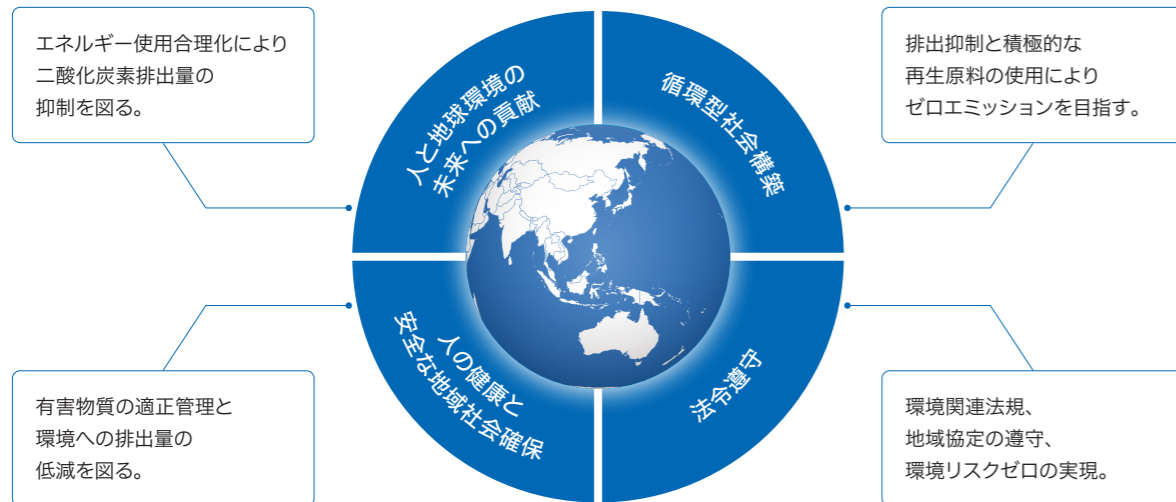 エネルギー使用合理化により
二酸化炭素排出量の
抑制を図る。
人と地球環境の
未来への貢献
循環型社会構築
排出抑制と積極的な
再生原料の使用により
ゼロエミッションを目指す。
有害物質の適正管理と
環境への排出量の
低減を図る。
人の健康と
安全な地域社会確保
法令遵守
環境関連法規、
地域協定の遵守、
環境リスクゼロの実現。